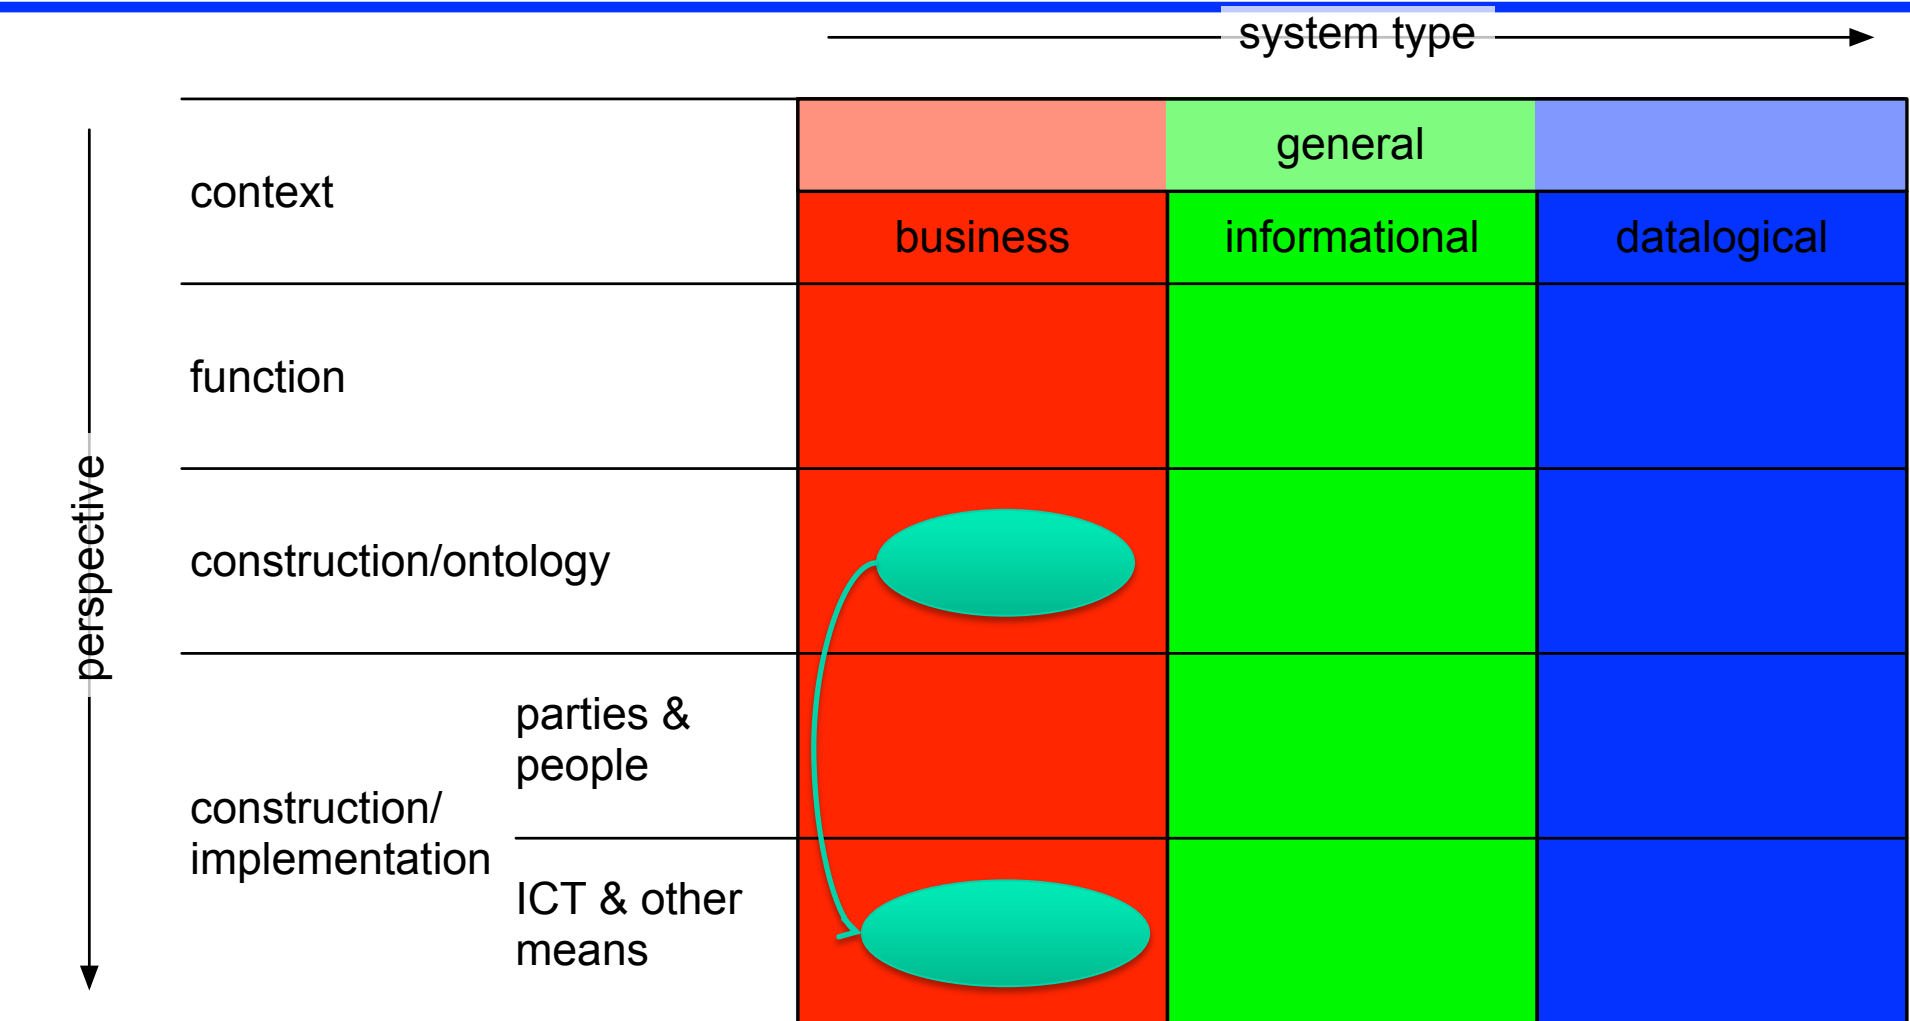 system type
general
context
business
informational
datalogical
function
perspective
construction/ontology
parties &
people
construction/
implementation
ICT & other
means